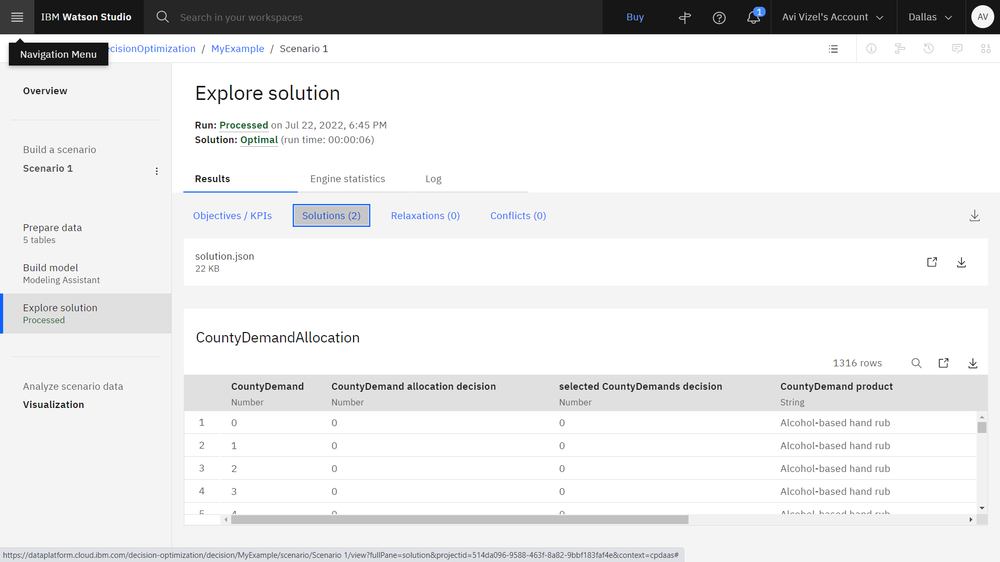 IBM Watson Studio
Search in your workspaces
Buy
1
Avi Vizel's Account
Dallas
AV
Navigation Menu
ecisionOptimization / MyExample / Scenario 1
Overview
Build a scenario
Scenario 1
Prepare data
5 tables
Build model
Modeling Assistant
Explore solution
Processed
Analyze scenario data
Visualization
Explore solution
Run: Processed on Jul 22, 2022, 6:45 PM
Solution: Optimal (run time: 00:00:06)
Results
Engine statistics
Log
Objectives / KPIs
Solutions (2)
Relaxations (0)
Conflicts (0)
solution.json
22 KB
CountyDemandAllocation
1316 rows
CountyDemand CountyDemand allocation decision selected CountyDemands decision CountyDemand product
Number Number Number String
1 0 0 0 Alcohol-based hand rub
2 1 0 0 Alcohol-based hand rub
3 2 0 0 Alcohol-based hand rub
4 3 0 0 Alcohol-based hand rub
5 4 0 0 Alcohol-based hand rub
https://dataplatform.cloud.ibm.com/decision-optimization/decision/MyExample/scenario/Scenario 1/view?fullPane=solution&projectid=514da096-9588-463f-8a82-9bbf183faf4e&context=cpdaas#